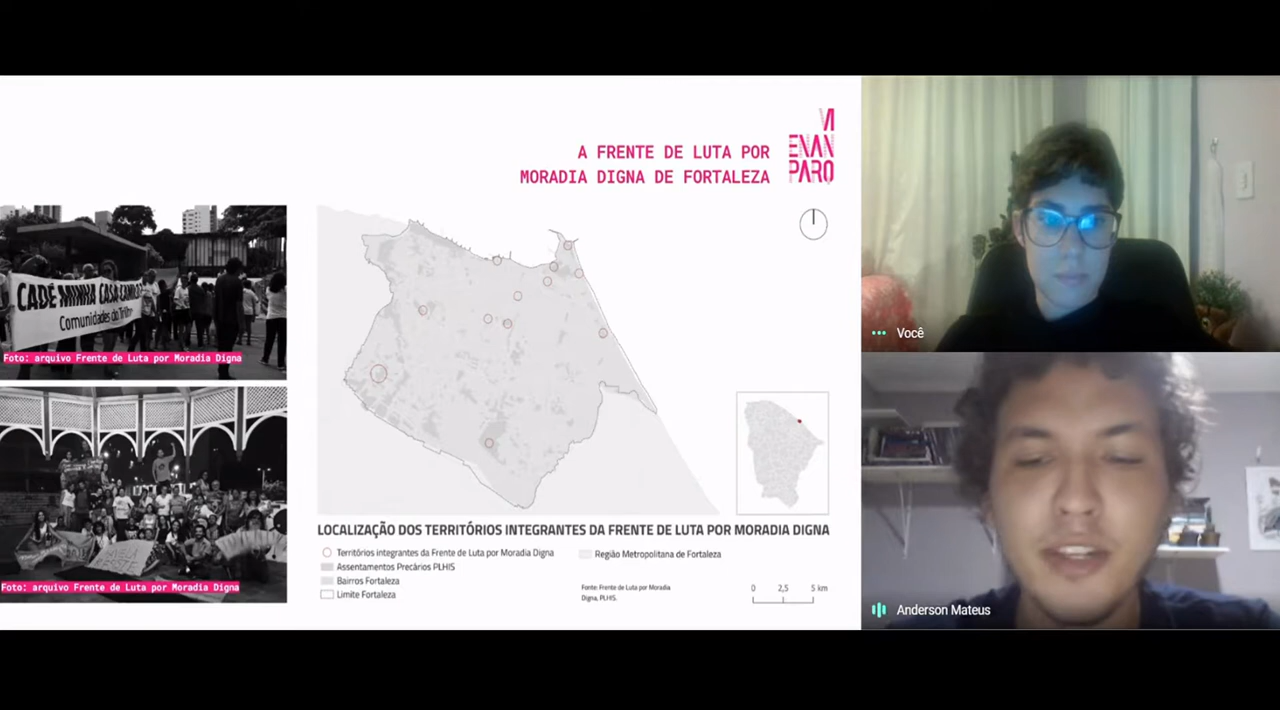 A FRENTE DE LUTA POR
MORADIA DIGNA DE FORTALEZA
VI
ENAN
PARQ
CADÊ MINHA CASA
Comunidades do
Foto: arquivo Frente de Luta por Moradia Digna
Foto: arquivo Frente de Luta por Moradia Digna
LOCALIZAÇÃO DOS TERRITÓRIOS INTEGRANTES DA FRENTE DE LUTA POR MORADIA DIGNA
Territórios integrantes da Frente de Luta por Moradia Digna
Assentamentos Precários PLHIS
Bairros Fortaleza
Limite Fortaleza
Região Metropolitana de Fortaleza
Fonte: Frente de Luta por Moradia
Digna, PLHIS.
0 2,5 5 km
Você
Anderson Mateus